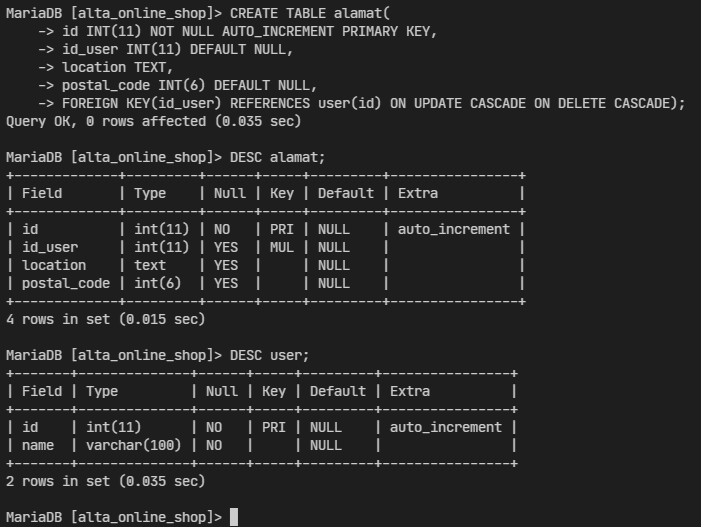 MariaDB [alta_online_shop]> CREATE TABLE alamat(
    -> id INT(11) NOT NULL AUTO_INCREMENT PRIMARY KEY,
    -> id_user INT(11) DEFAULT NULL,
    -> location TEXT,
    -> postal_code INT(6) DEFAULT NULL,
    -> FOREIGN KEY(id_user) REFERENCES user(id) ON UPDATE CASCADE ON DELETE CASCADE);
Query OK, 0 rows affected (0.035 sec)

MariaDB [alta_online_shop]> DESC alamat;
+-------------+---------+------+-----+---------+----------------+
| Field       | Type    | Null | Key | Default | Extra          |
+-------------+---------+------+-----+---------+----------------+
| id          | int(11) | NO   | PRI | NULL    | auto_increment |
| id_user     | int(11) | YES  | MUL | NULL    |                |
| location    | text    | YES  |     | NULL    |                |
| postal_code | int(6)  | YES  |     | NULL    |                |
+-------------+---------+------+-----+---------+----------------+
4 rows in set (0.015 sec)

MariaDB [alta_online_shop]> DESC user;
+-------+--------------+------+-----+---------+----------------+
| Field | Type         | Null | Key | Default | Extra          |
+-------+--------------+------+-----+---------+----------------+
| id    | int(11)      | NO   | PRI | NULL    | auto_increment |
| name  | varchar(100) | NO   |     | NULL    |                |
+-------+--------------+------+-----+---------+----------------+
2 rows in set (0.035 sec)

MariaDB [alta_online_shop]>